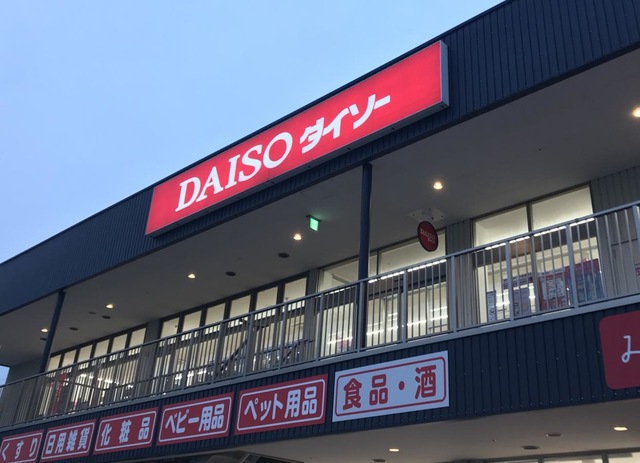 DAISO ダイソー
DAISO
くすり
日用雑貨
化粧品
ベビー用品
ペット用品
食品・酒
み